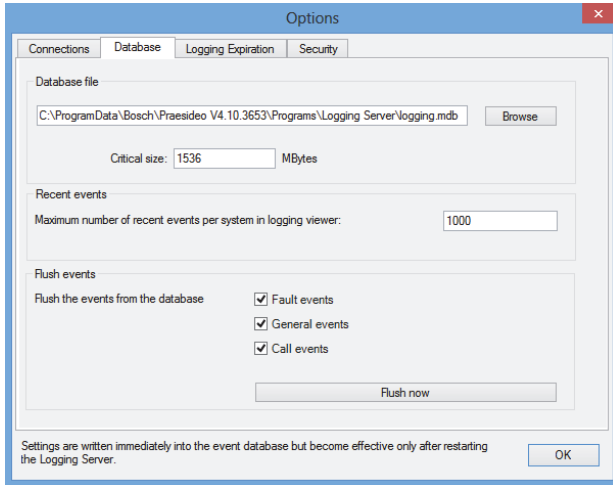 Options
Connections Database Logging Expiration Security
Database file
C:\ProgramData\Bosch\Praesideo V4.10.3653\Programs\Logging Server\logging.mdb Browse
Critical size: 1536 MBytes
Recent events
Maximum number of recent events per system in logging viewer: 1000
Flush events
Flush the events from the database Fault events
General events
Call events
Flush now
Settings are written immediately into the event database but become effective only after restarting
the Logging Server.
OK